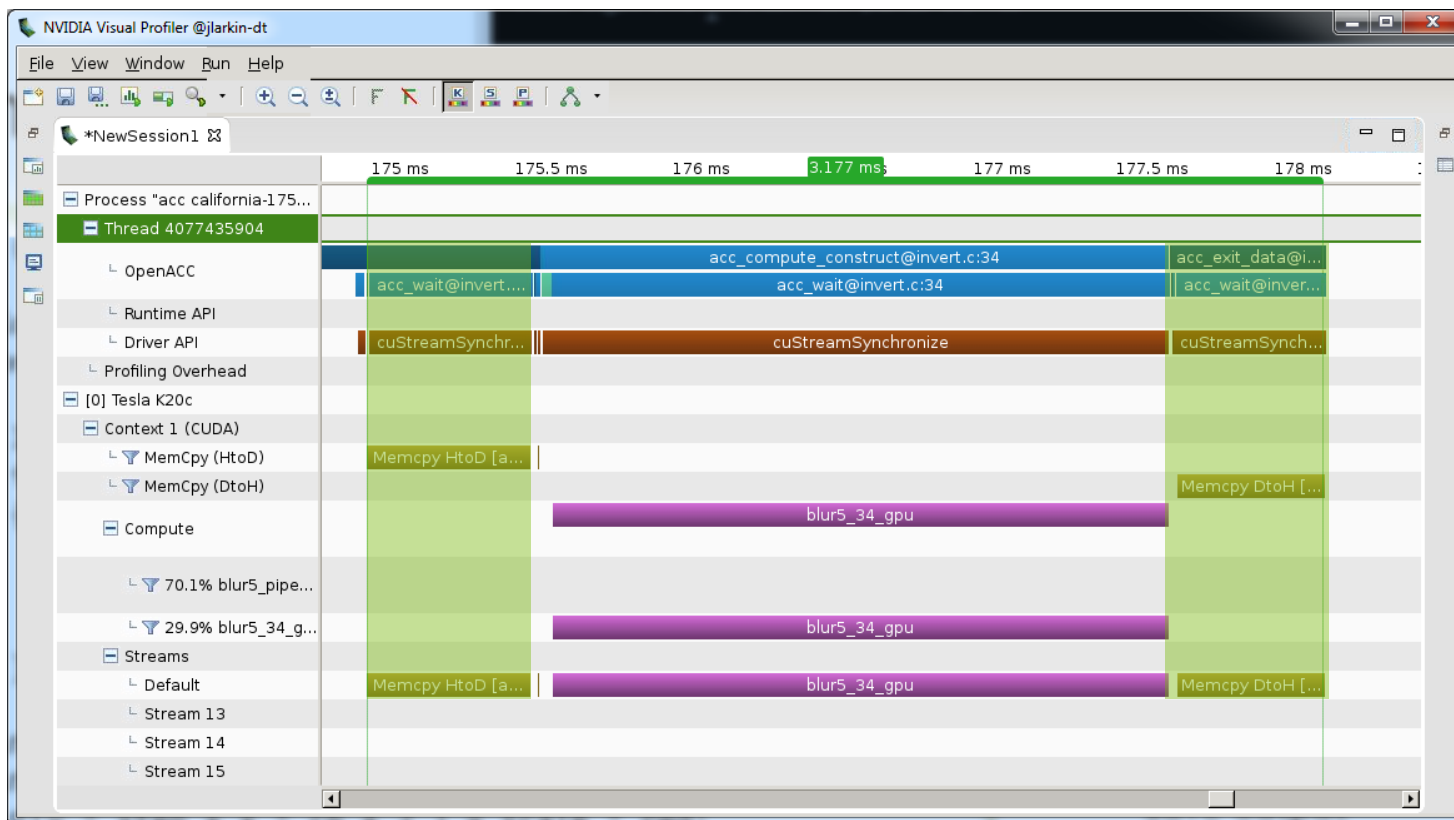 NVIDIA Visual Profiler @jlarkin-dt
File View Window Run Help
*NewSession1
175 ms 175.5 ms 176 ms 3.177 ms 177 ms 177.5 ms 178 ms
Process "acc california-175...
Thread 4077435904
OpenACC
acc_compute_construct@invert.c:34 acc_exit_data@i...
acc_wait@invert.... acc_wait@invert.c:34 acc_wait@inver...
Runtime API
Driver API cuStreamSynchr... cuStreamSynchronize cuStreamSynch...
Profiling Overhead
[0] Tesla K20c
Context 1 (CUDA)
MemCpy (HtoD) Memcpy HtoD [a...
MemCpy (DtoH) Memcpy DtoH [...
Compute blur5_34_gpu
70.1% blur5_pipe...
29.9% blur5_34_g... blur5_34_gpu
Streams
Default Memcpy HtoD [a... blur5_34_gpu Memcpy DtoH [...
Stream 13
Stream 14
Stream 15